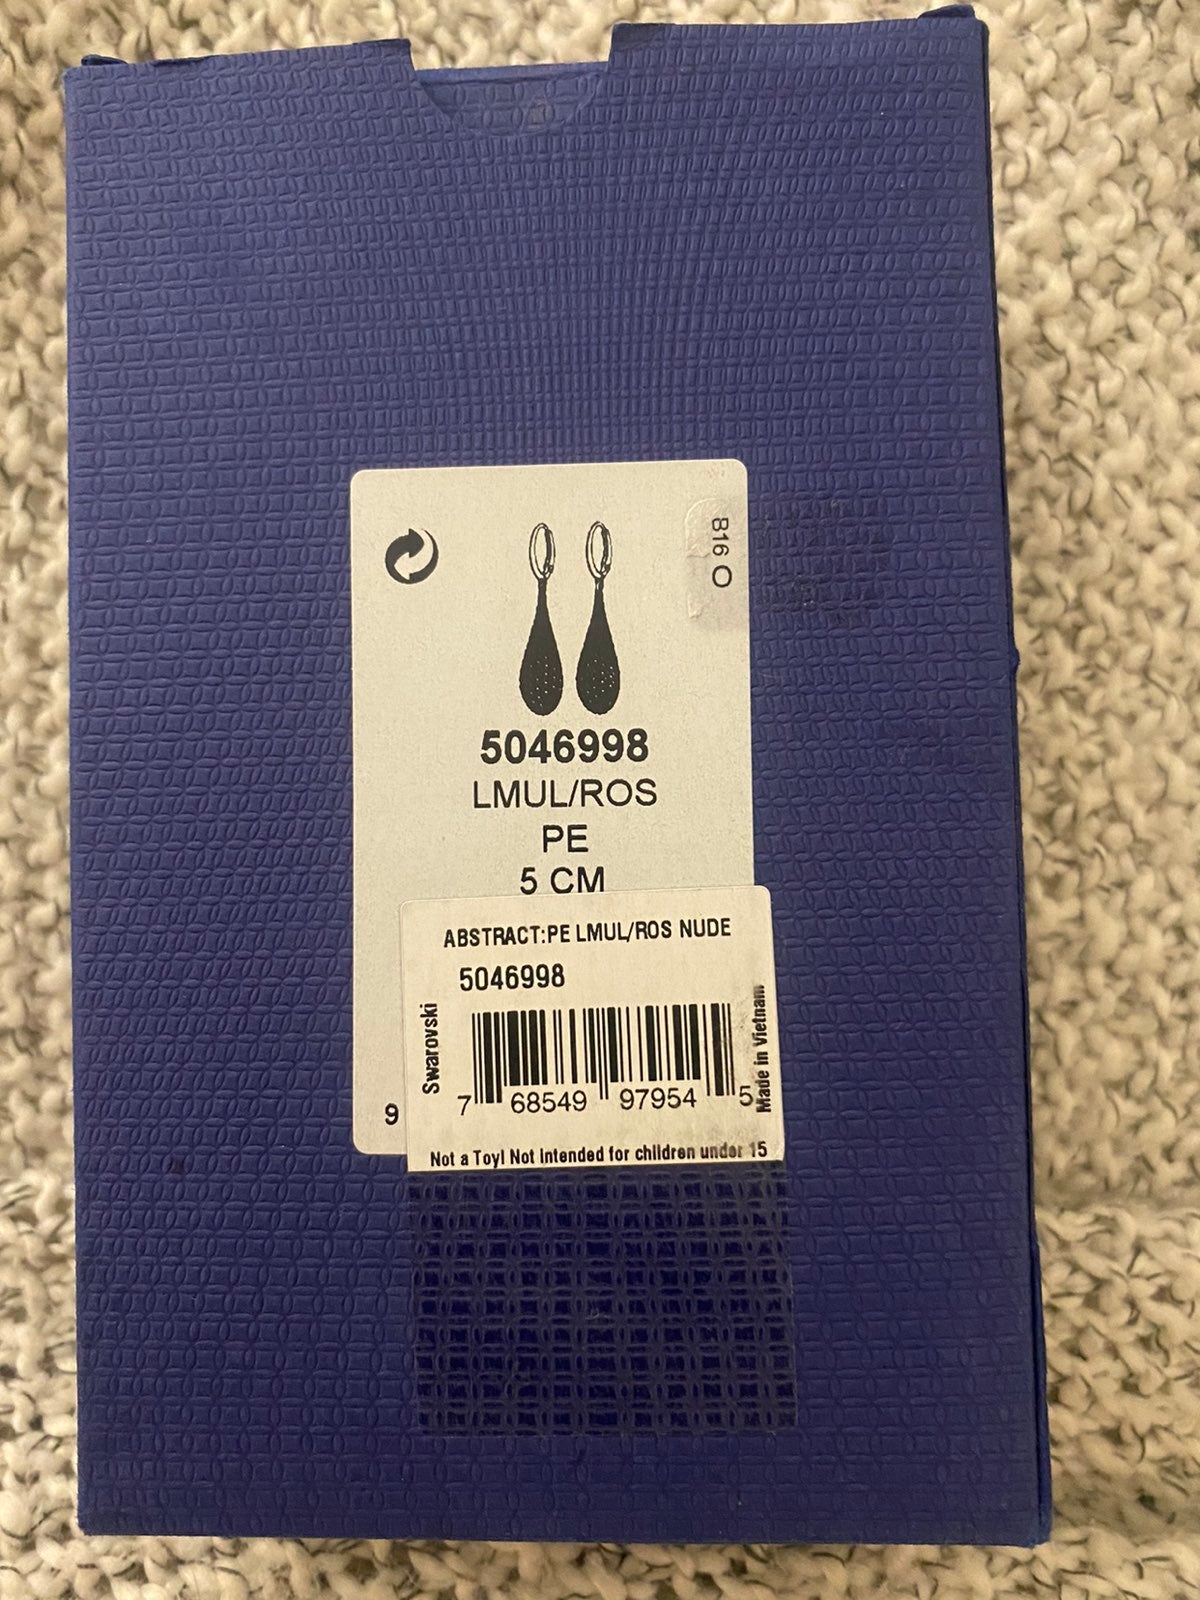 B16 O
5046998
LMUL/ROS
PE
5 CM
9
ABSTRACT:PE LMUL/ROS NUDE
5046998
Swarovski
Made in Vietnam
7 68549 97954 5
Not a Toy! Not intended for children under 15